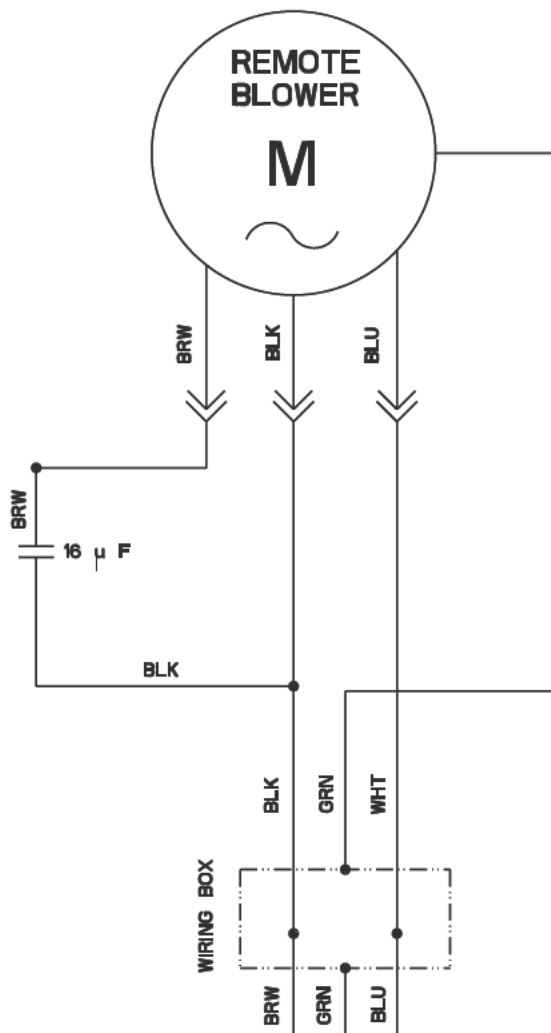 REMOTE
BLOWER
M
BRW
BLK
BLU
BRW
16 µ F
BLK
BLK
GRN
WHT
WIRING BOX
BRW
GRN
BLU